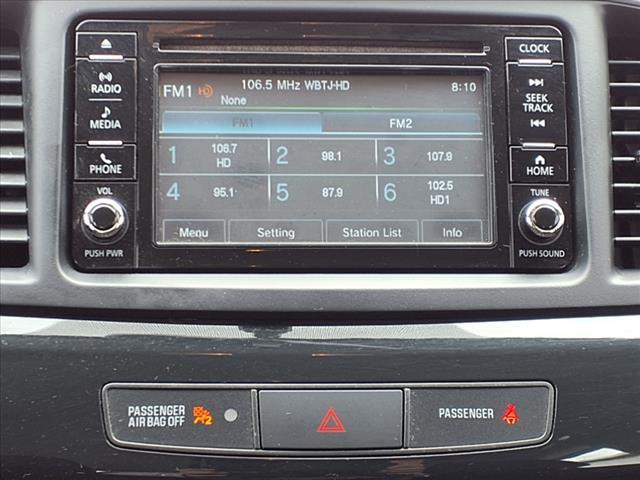 CLOCK
RADIO
MEDIA
PHONE
VOL
PUSH PWR
FM1 HD 106.5 MHz WBTJ-HD 8:10
None
FM1 FM2
1 106.7 HD 2 98.1 3 107.9
4 95.1 5 87.9 6 102.5 HD1
Menu Setting Station List Info
SEEK
TRACK
HOME
TUNE
PUSH SOUND
PASSENGER
AIR BAG OFF
2
PASSENGER